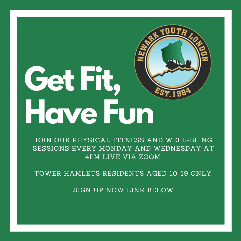 NEWARK YOUTH LONDON
EST. 1984
Get Fit,
Have Fun
JOIN OUR PHYSICAL FITNESS AND WELL-BEING
SESSIONS EVERY MONDAY AND WEDNESDAY AT
4PM LIVE VIA ZOOM
TOWER HAMLETS RESIDENTS AGED 10-19 ONLY
SIGN UP NOW LINK BELOW